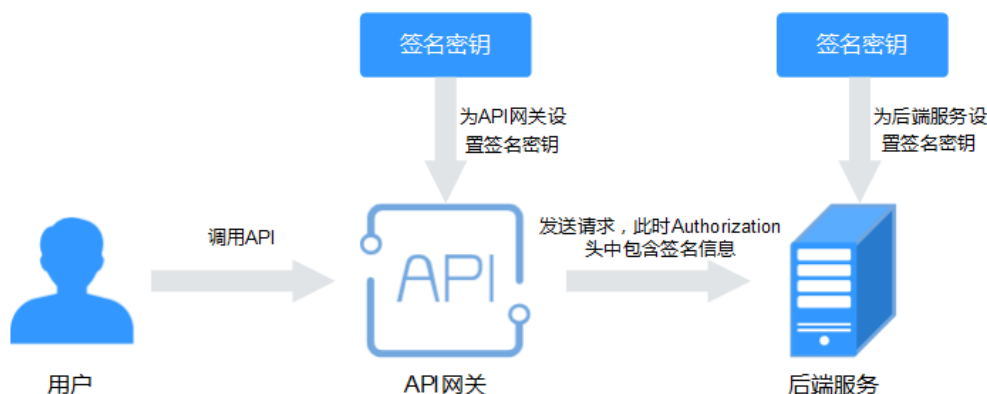 签名密钥
签名密钥
为API网关设
置签名密钥
为后端服务设
置签名密钥
调用API
发送请求，此时Authorization
头中包含签名信息
API
用户
API网关
后端服务